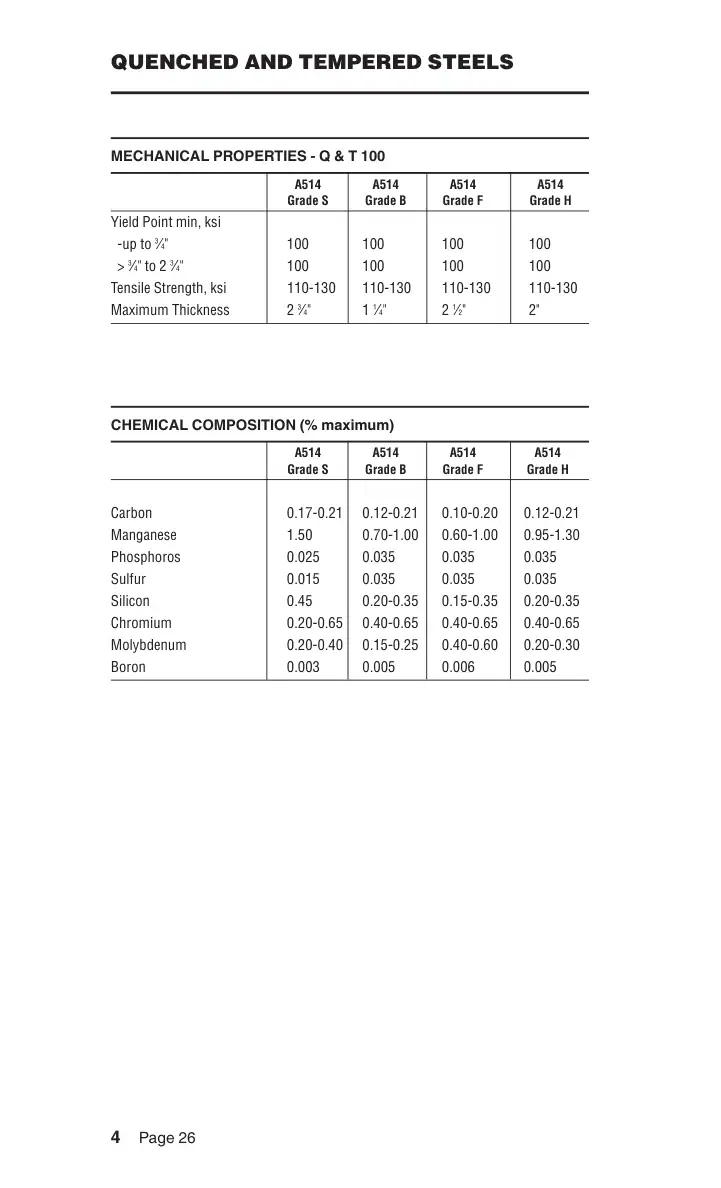 QUENCHED AND TEMPERED STEELS
MECHANICAL PROPERTIES - Q & T 100
A514 A514 A514 A514
Grade S Grade B Grade F Grade H
Yield Point min, ksi
-up to ¾" 100 100 100 100
> ¾" to 2 ¾" 100 100 100 100
Tensile Strength, ksi 110-130 110-130 110-130 110-130
Maximum Thickness 2 ¾" 1 ¼" 2 ½" 2"
CHEMICAL COMPOSITION (% maximum)
A514 A514 A514 A514
Grade S Grade B Grade F Grade H
Carbon 0.17-0.21 0.12-0.21 0.10-0.20 0.12-0.21
Manganese 1.50 0.70-1.00 0.60-1.00 0.95-1.30
Phosphoros 0.025 0.035 0.035 0.035
Sulfur 0.015 0.035 0.035 0.035
Silicon 0.45 0.20-0.35 0.15-0.35 0.20-0.35
Chromium 0.20-0.65 0.40-0.65 0.40-0.65 0.40-0.65
Molybdenum 0.20-0.40 0.15-0.25 0.40-0.60 0.20-0.30
Boron 0.003 0.005 0.006 0.005
4 Page 26